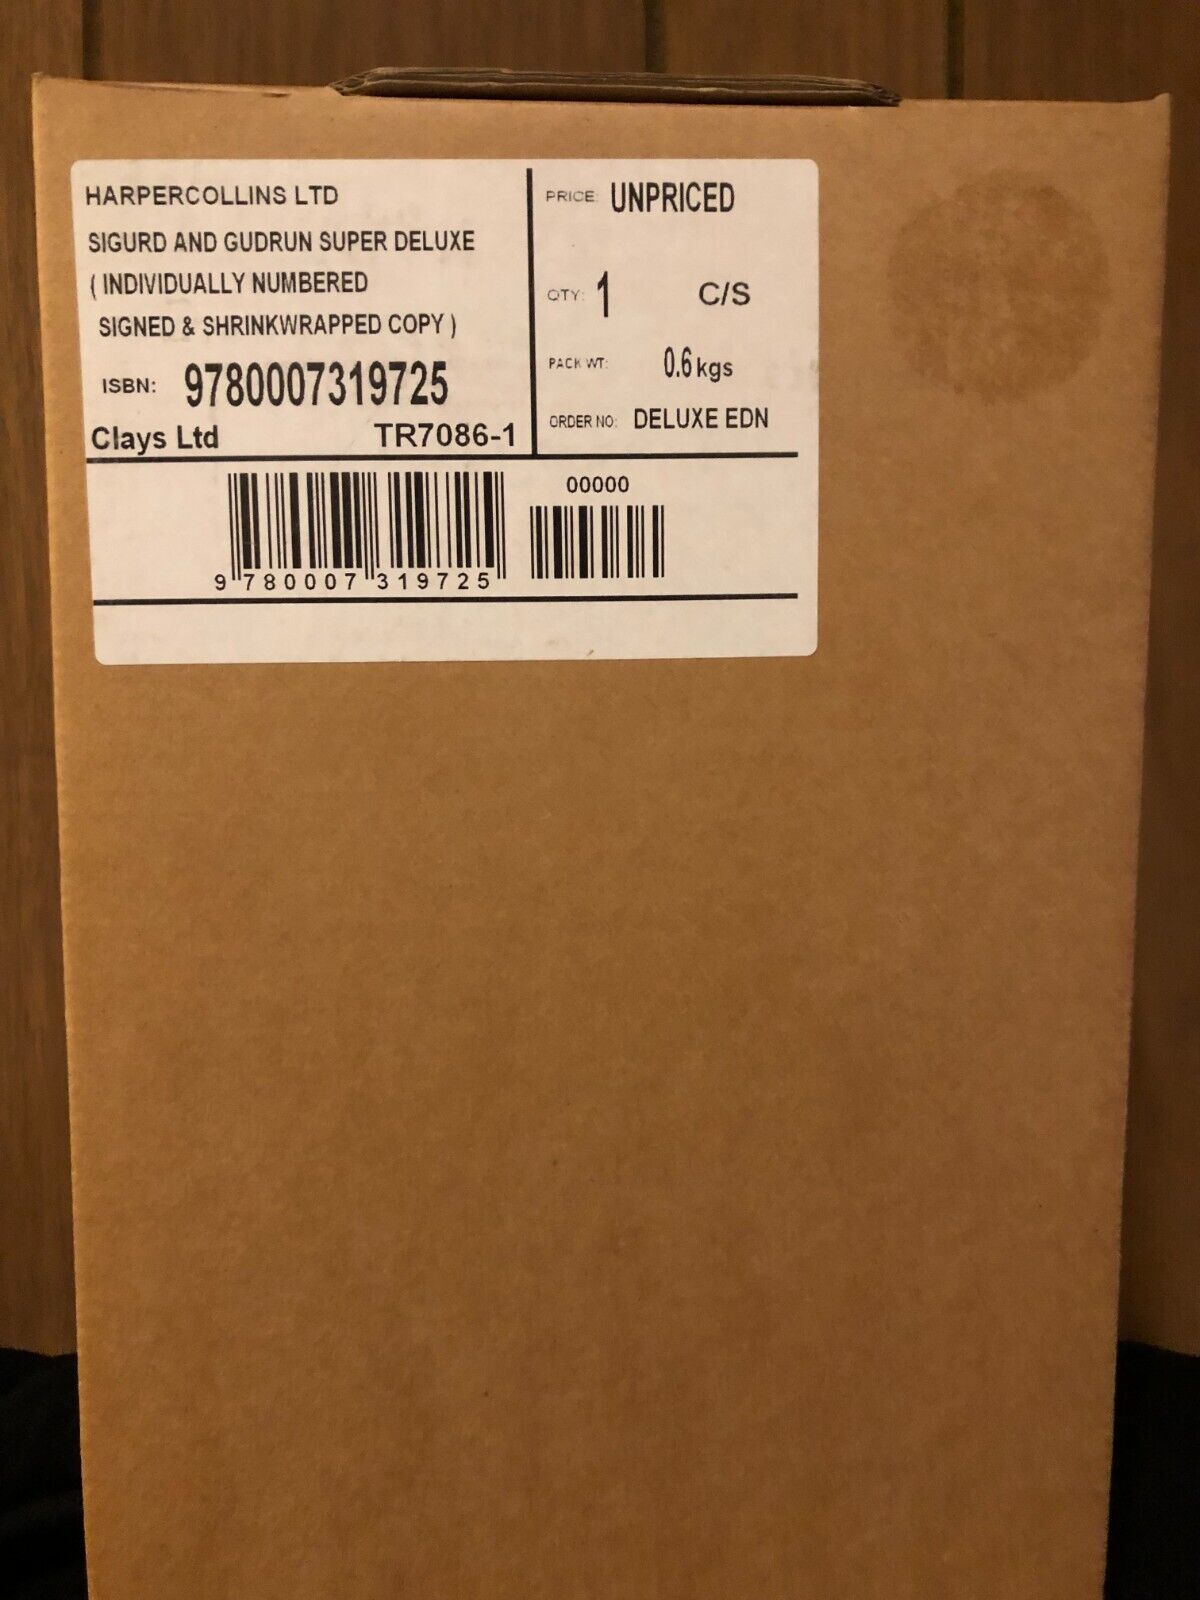 HARPERCOLLINS LTD
SIGURD AND GUDRUN SUPER DELUXE
( INDIVIDUALLY NUMBERED
SIGNED & SHRINKWRAPPED COPY )
ISBN: 9780007319725
Clays Ltd TR7086-1
PRICE: UNPRICED
QTY: 1 C/S
PACK WT: 0.6 kgs
ORDER NO: DELUXE EDN
00000
9 780007 319725